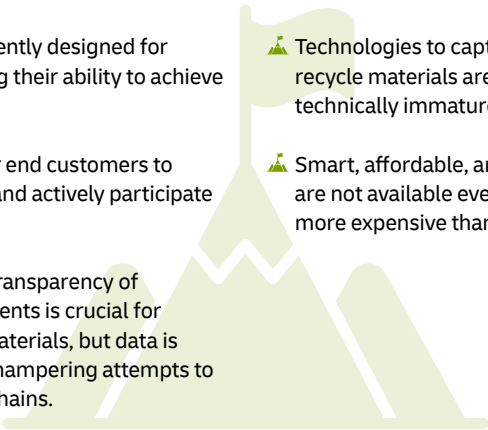 ently designed for
g their ability to achieve
end customers to
and actively participate
ransparency of
ents is crucial for
aterials, but data is
hampering attempts to
hains.
Technologies to capt
recycle materials are
technically immature
Smart, affordable, a
are not available eve
more expensive than